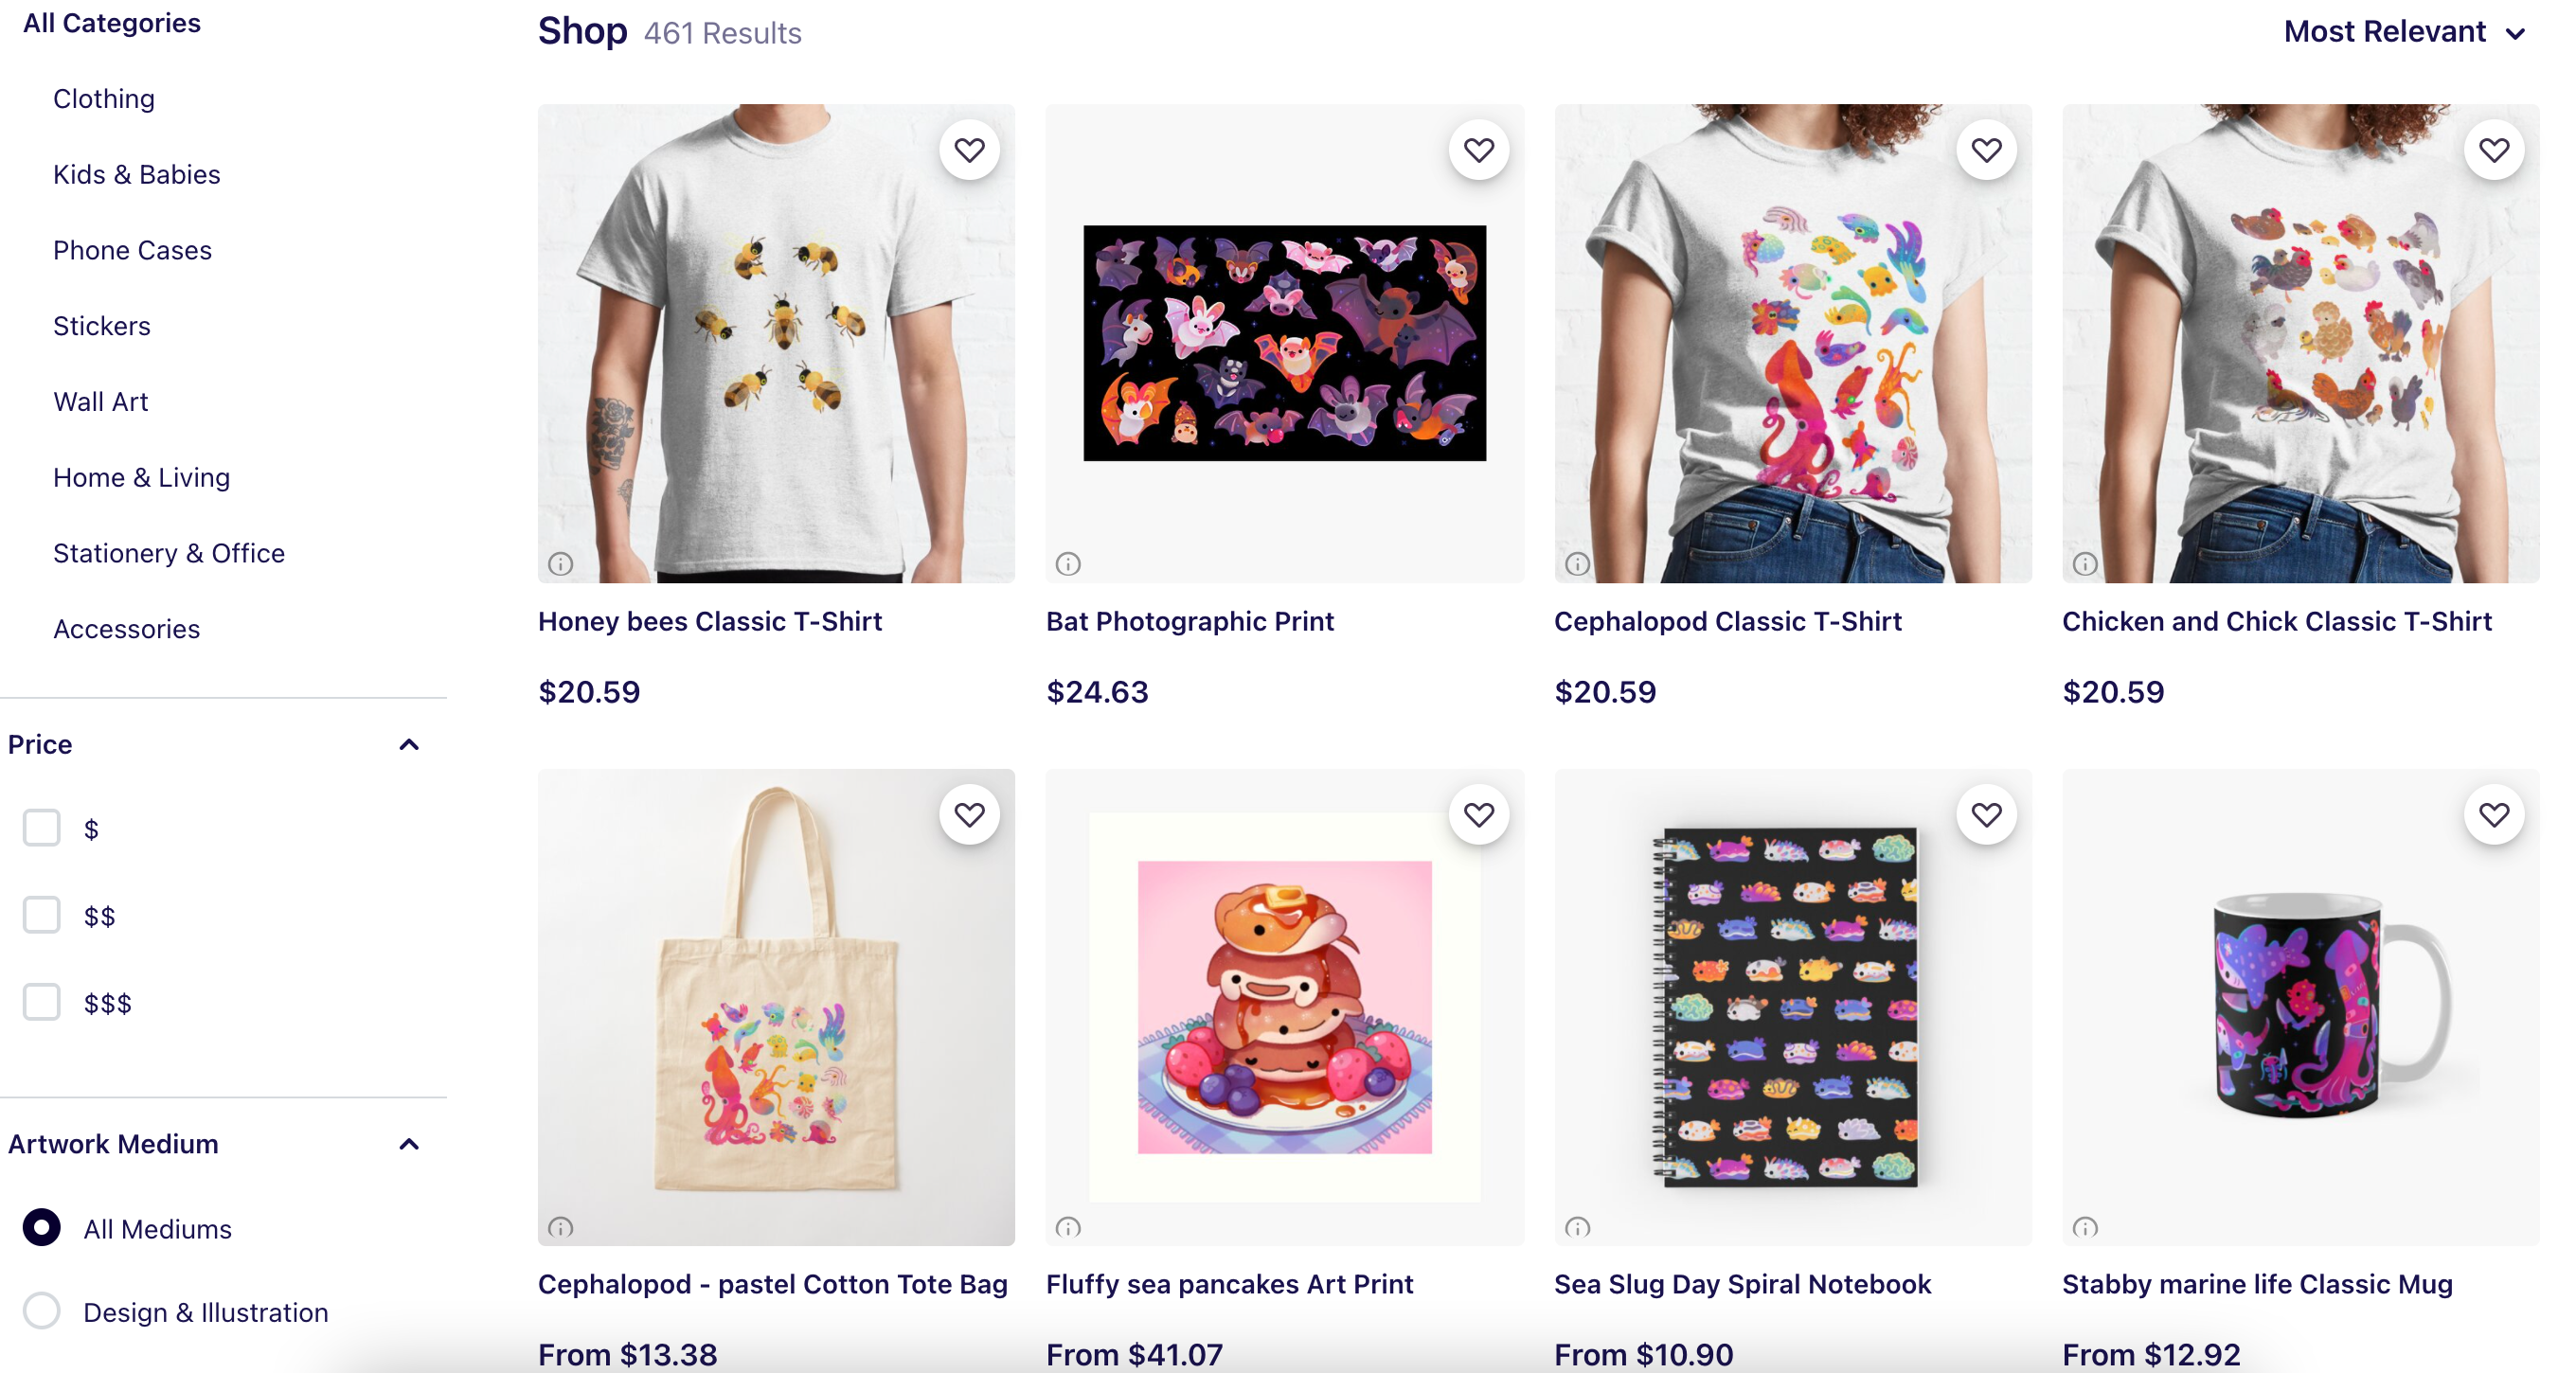 All Categories
Clothing
Kids & Babies
Phone Cases
Stickers
Wall Art
Home & Living
Stationery & Office
Accessories
Price
$
$$
$$$
Artwork Medium
All Mediums
Design & Illustration
Shop 461 Results
Most Relevant
Honey bees Classic T-Shirt
$20.59
Bat Photographic Print
$24.63
Cephalopod Classic T-Shirt
$20.59
Chicken and Chick Classic T-Shirt
$20.59
Cephalopod - pastel Cotton Tote Bag
From $13.38
Fluffy sea pancakes Art Print
From $41.07
Sea Slug Day Spiral Notebook
From $10.90
Stabby marine life Classic Mug
From $12.92